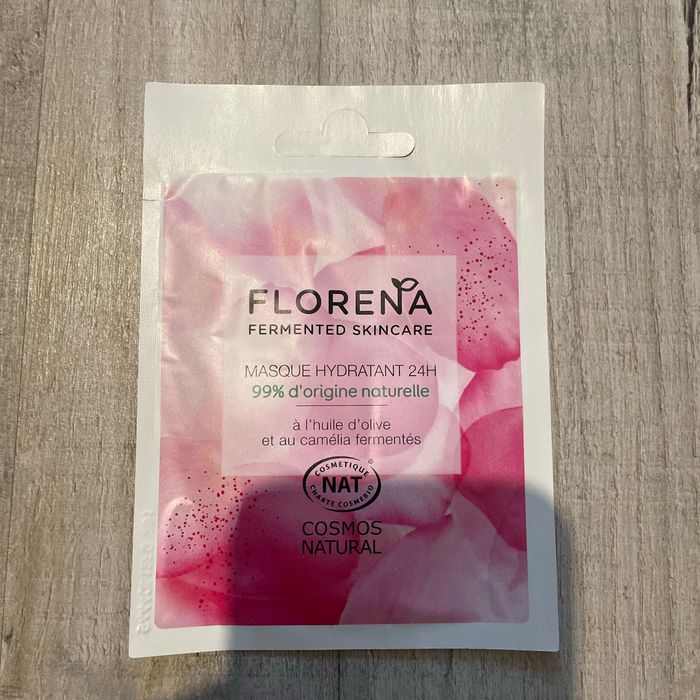 FLORENA
FERMENTED SKINCARE
MASQUE HYDRATANT 24H
99% d'origine naturelle
à l'huile d'olive
et au camélia fermentés
COSMETIQUE
®
NAT
CHARTE COSMEBIO
COSMOS
NATURAL